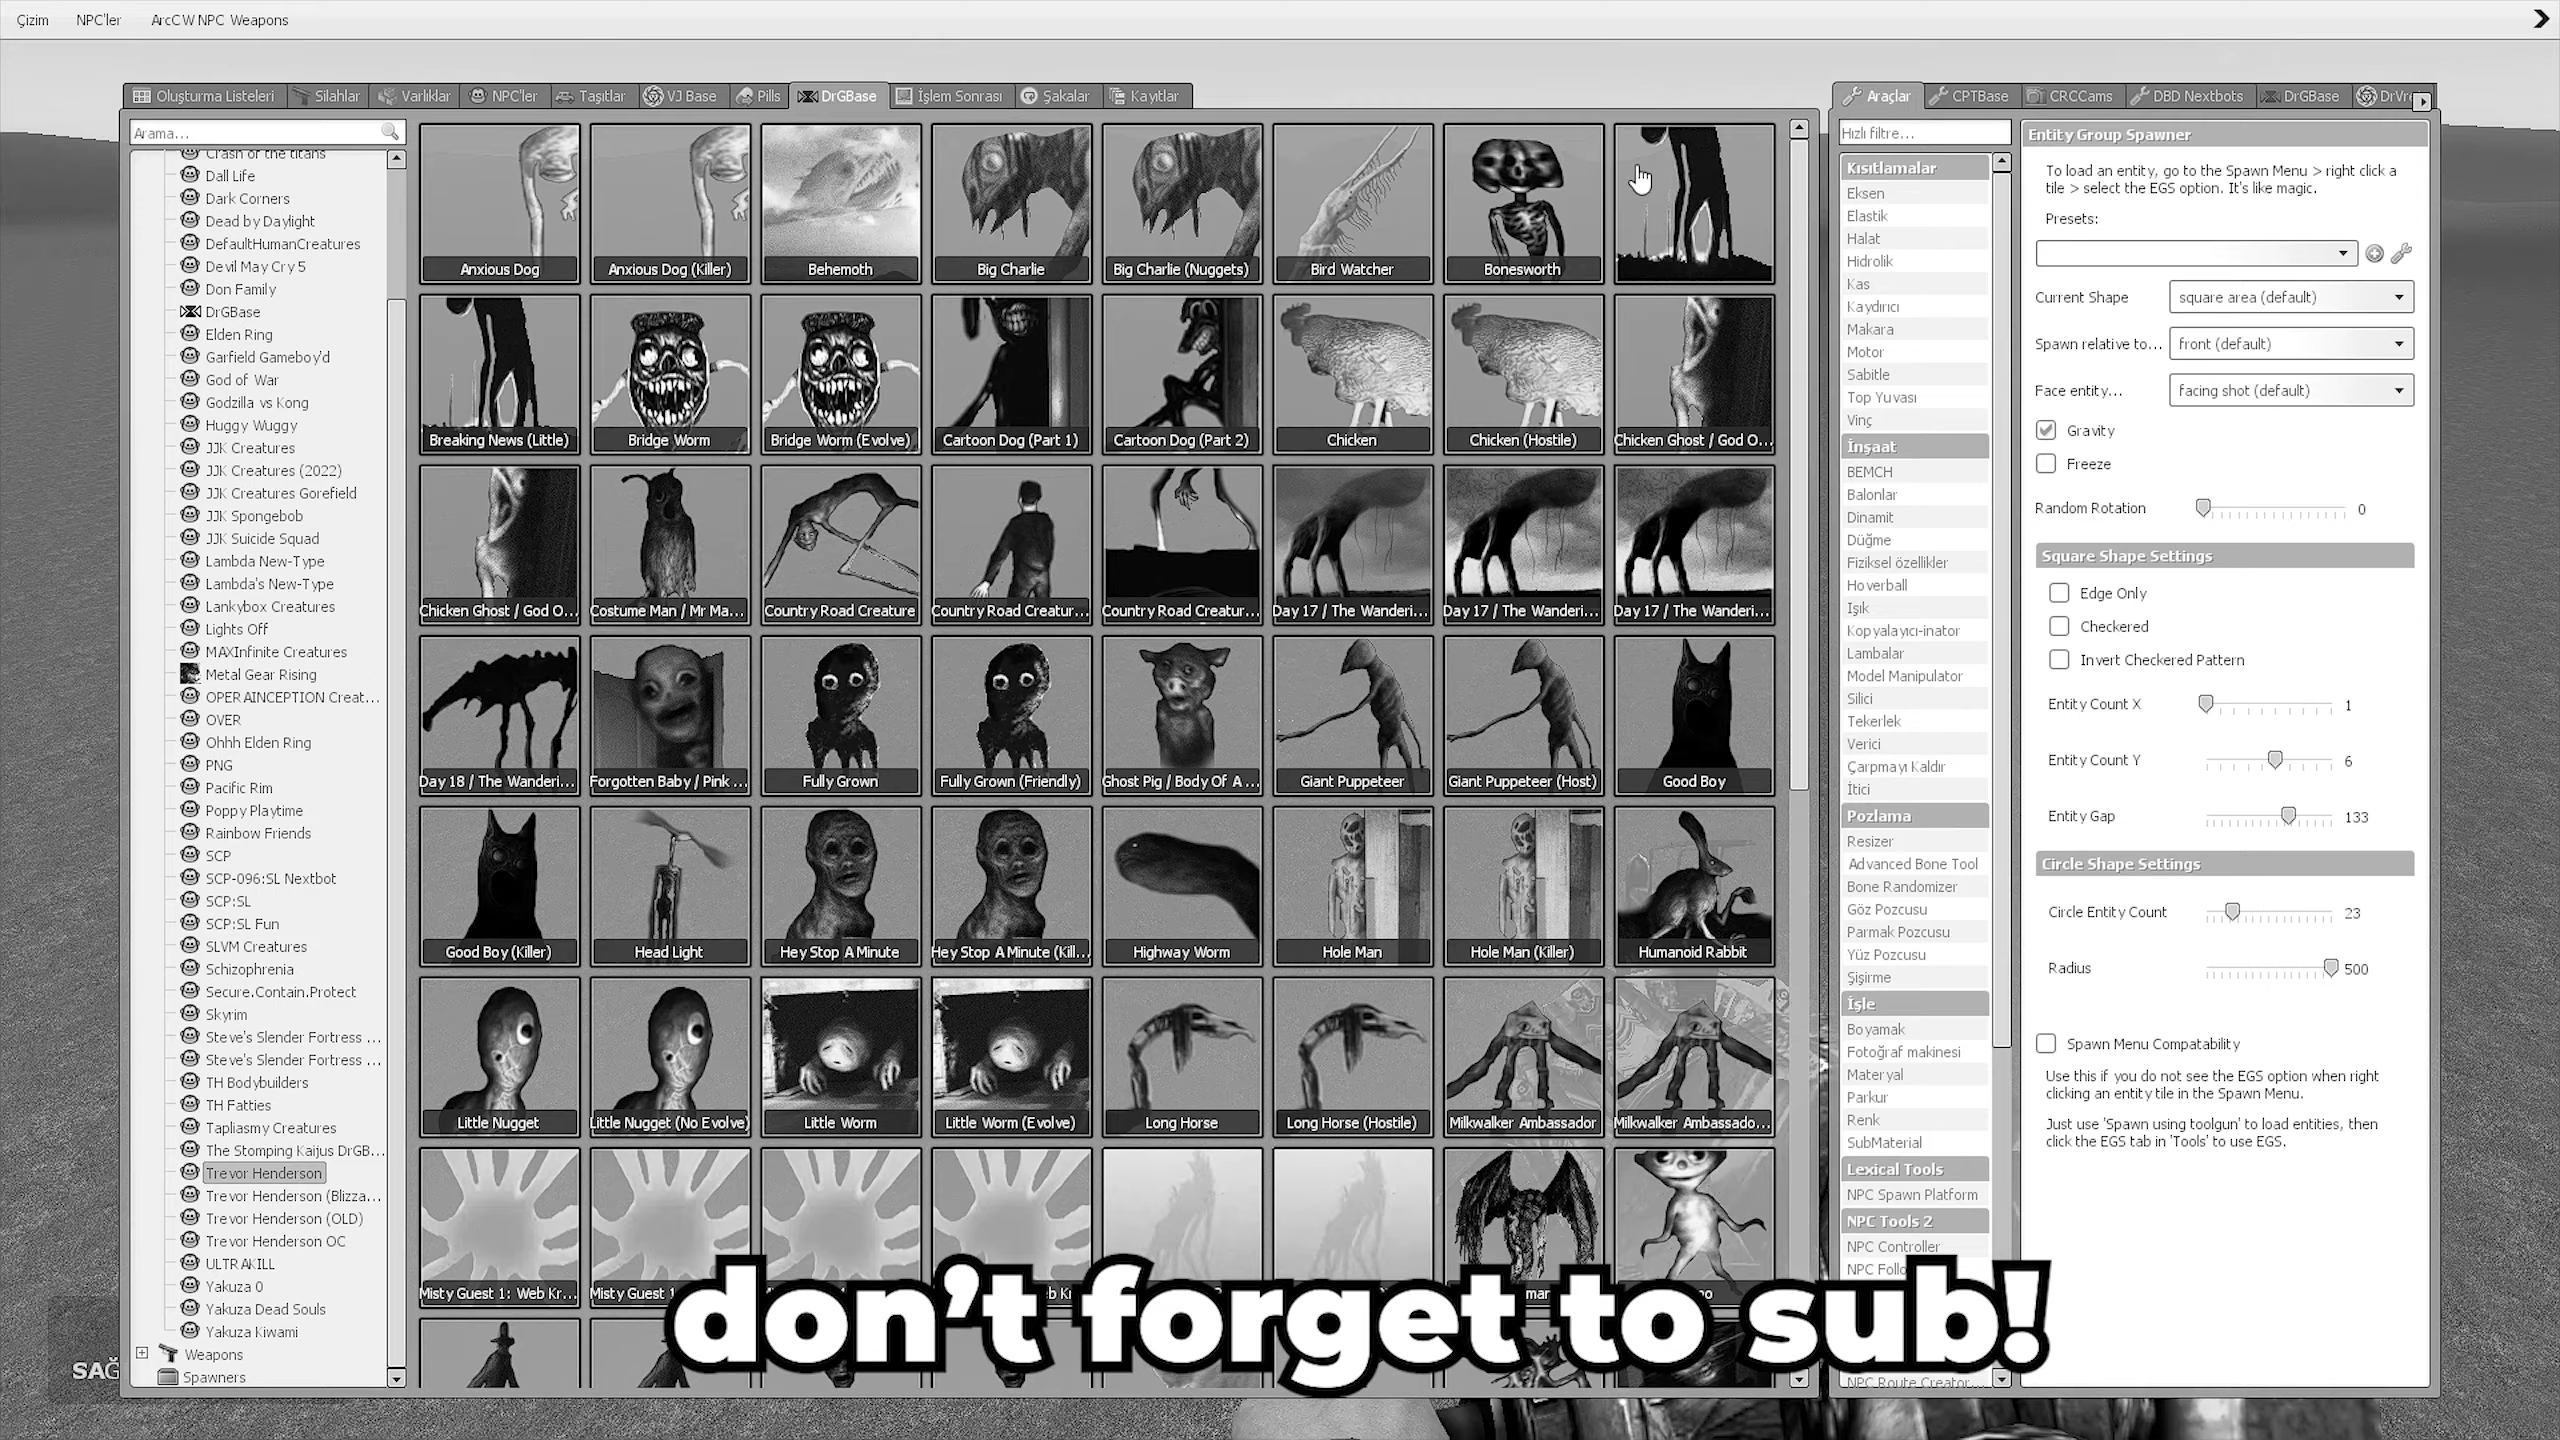 Çizim NPC'ler ArcCW NPC Weapons
Oluşturma Listeleri Silahlar Varlıklar NPC'ler Taşıtlar VJ Base Pills DrGBase İşlem Sonrası Şakalar Kayıtlar
Arama...
Crash of the titans
Dall Life
Dark Corners
Dead by Daylight
DefaultHumanCreatures
Devil May Cry 5
Don Family
DrGBase
Elden Ring
Garfield Gameboy'd
God of War
Godzilla vs Kong
Huggy Wuggy
JJK Creatures
JJK Creatures (2022)
JJK Creatures Gorefield
JJK Spongebob
JJK Suicide Squad
Lambda New-Type
Lambda's New-Type
Lankybox Creatures
Lights Off
MAXInfinite Creatures
Metal Gear Rising
OPERAINCEPTION Creat...
OVER
Ohhh Elden Ring
PNG
Pacific Rim
Poppy Playtime
Rainbow Friends
SCP
SCP-096:SL Nextbot
SCP:SL
SCP:SL Fun
SLVM Creatures
Schizophrenia
Secure.Contain.Protect
Skyrim
Steve's Slender Fortress ...
Steve's Slender Fortress ...
TH Bodybuilders
TH Fatties
Tapliasmy Creatures
The Stomping Kaijus DrGB...
Trevor Henderson
Trevor Henderson (Blizza...
Trevor Henderson (OLD)
Trevor Henderson OC
ULTRAKILL
Yakuza 0
Yakuza Dead Souls
Yakuza Kiwami
Weapons
Spawners
SAĞ
Anxious Dog Anxious Dog (Killer) Behemoth Big Charlie Big Charlie (Nuggets) Bird Watcher Bonesworth
Breaking News (Little) Bridge Worm Bridge Worm (Evolve) Cartoon Dog (Part 1) Cartoon Dog (Part 2) Chicken Chicken (Hostile) Chicken Ghost / God O...
Chicken Ghost / God O... Costume Man / Mr Ma... Country Road Creature Country Road Creatur... Country Road Creatur... Day 17 / The Wanderi... Day 17 / The Wanderi... Day 17 / The Wanderi...
Day 18 / The Wanderi... Forgotten Baby / Pink ... Fully Grown Fully Grown (Friendly) Ghost Pig / Body Of A ... Giant Puppeteer Giant Puppeteer (Host) Good Boy
Good Boy (Killer) Head Light Hey Stop A Minute Hey Stop A Minute (Kill... Highway Worm Hole Man Hole Man (Killer) Humanoid Rabbit
Little Nugget Little Nugget (No Evolve) Little Worm Little Worm (Evolve) Long Horse Long Horse (Hostile) Milkwalker Ambassador Milkwalker Ambassado...
Misty Guest 1: Web Kr... Misty Guest
don't forget to sub!
Araçlar CPTBase CRCCams DBD Nextbots DrGBase DrVr
Hızlı filtre...
Kısıtlamalar
Eksen
Elastik
Halat
Hidrolik
Kas
Kaydırıcı
Makara
Motor
Sabitle
Top Yuvası
Vinç
İnşaat
BEMCH
Balonlar
Dinamit
Düğme
Fiziksel özellikler
Hoverball
Işık
Kopyalayıcı-inator
Lambalar
Model Manipulator
Silici
Tekerlek
Verici
Çarpmayı Kaldır
İtici
Pozlama
Resizer
Advanced Bone Tool
Bone Randomizer
Göz Pozcusu
Parmak Pozcusu
Yüz Pozcusu
Şişirme
İşle
Boyamak
Fotoğraf makinesi
Materyal
Parkur
Renk
SubMaterial
Lexical Tools
NPC Spawn Platform
NPC Tools 2
NPC Controller
NPC Follo
NPC Route Creator...
Entity Group Spawner
To load an entity, go to the Spawn Menu > right click a
tile > select the EGS option. It's like magic.
Presets:
Current Shape square area (default)
Spawn relative to... front (default)
Face entity... facing shot (default)
Gravity
Freeze
Random Rotation 0
Square Shape Settings
Edge Only
Checkered
Invert Checkered Pattern
Entity Count X 1
Entity Count Y 6
Entity Gap 133
Circle Shape Settings
Circle Entity Count 23
Radius 500
Spawn Menu Compatability
Use this if you do not see the EGS option when right
clicking an entity tile in the Spawn Menu.
Just use 'Spawn using toolgun' to load entities, then
click the EGS tab in 'Tools' to use EGS.